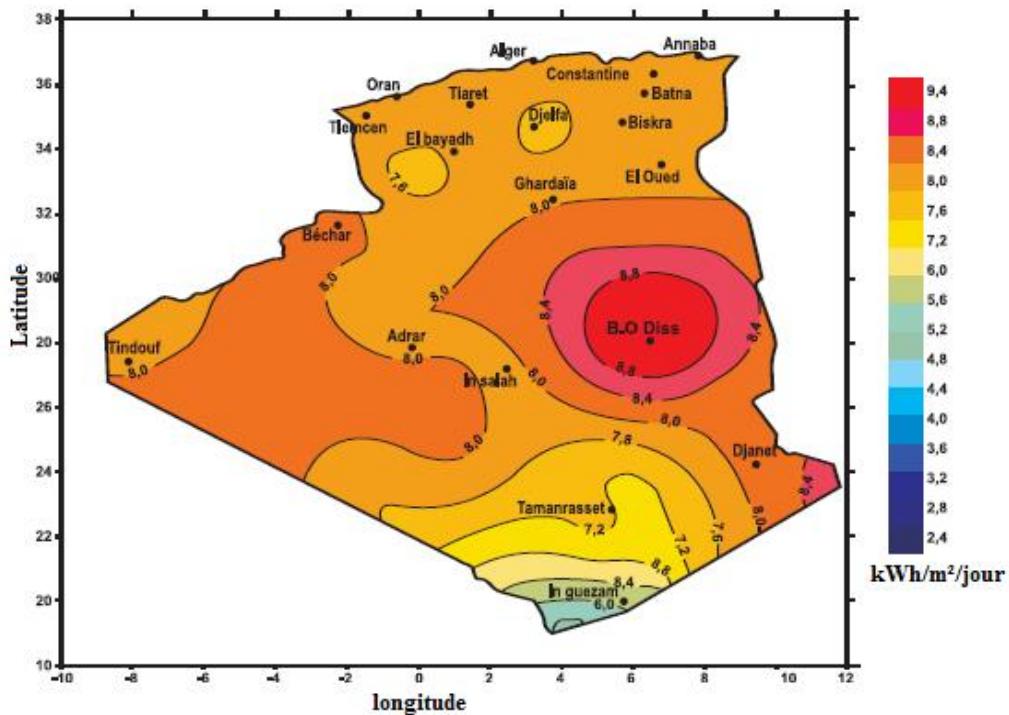 38
36
34
32
300
20
26
24
22
20
10
Latitude
-10
-8
-6
-4
-2
0
2
4
6
8
10
12
longitude
Alger
Annaba
Constantine
Oran
Tiaret
Batna
Djelfa
Tlemcen
Biskra
El bayadh
El Oued
7,6
Ghardaïa
8,0
Béchar
8,8
8,0
8,0
8,4
8,4
B.O Diss
Adrar
Tindouf
8,0
8,0
In salah
8,0
8,8
8,4
8,0
8,0
7,8
Djanet
8,4
Tamanrasset
7,2
8,0
7,6
7,2
8,8
8,4
In guezam
6,0
9,4
8,8
8,4
8,0
7,6
7,2
6,0
5,6
5,2
4,8
4,4
4,0
3,6
3,2
2,8
2,4
kWh/m²/jour